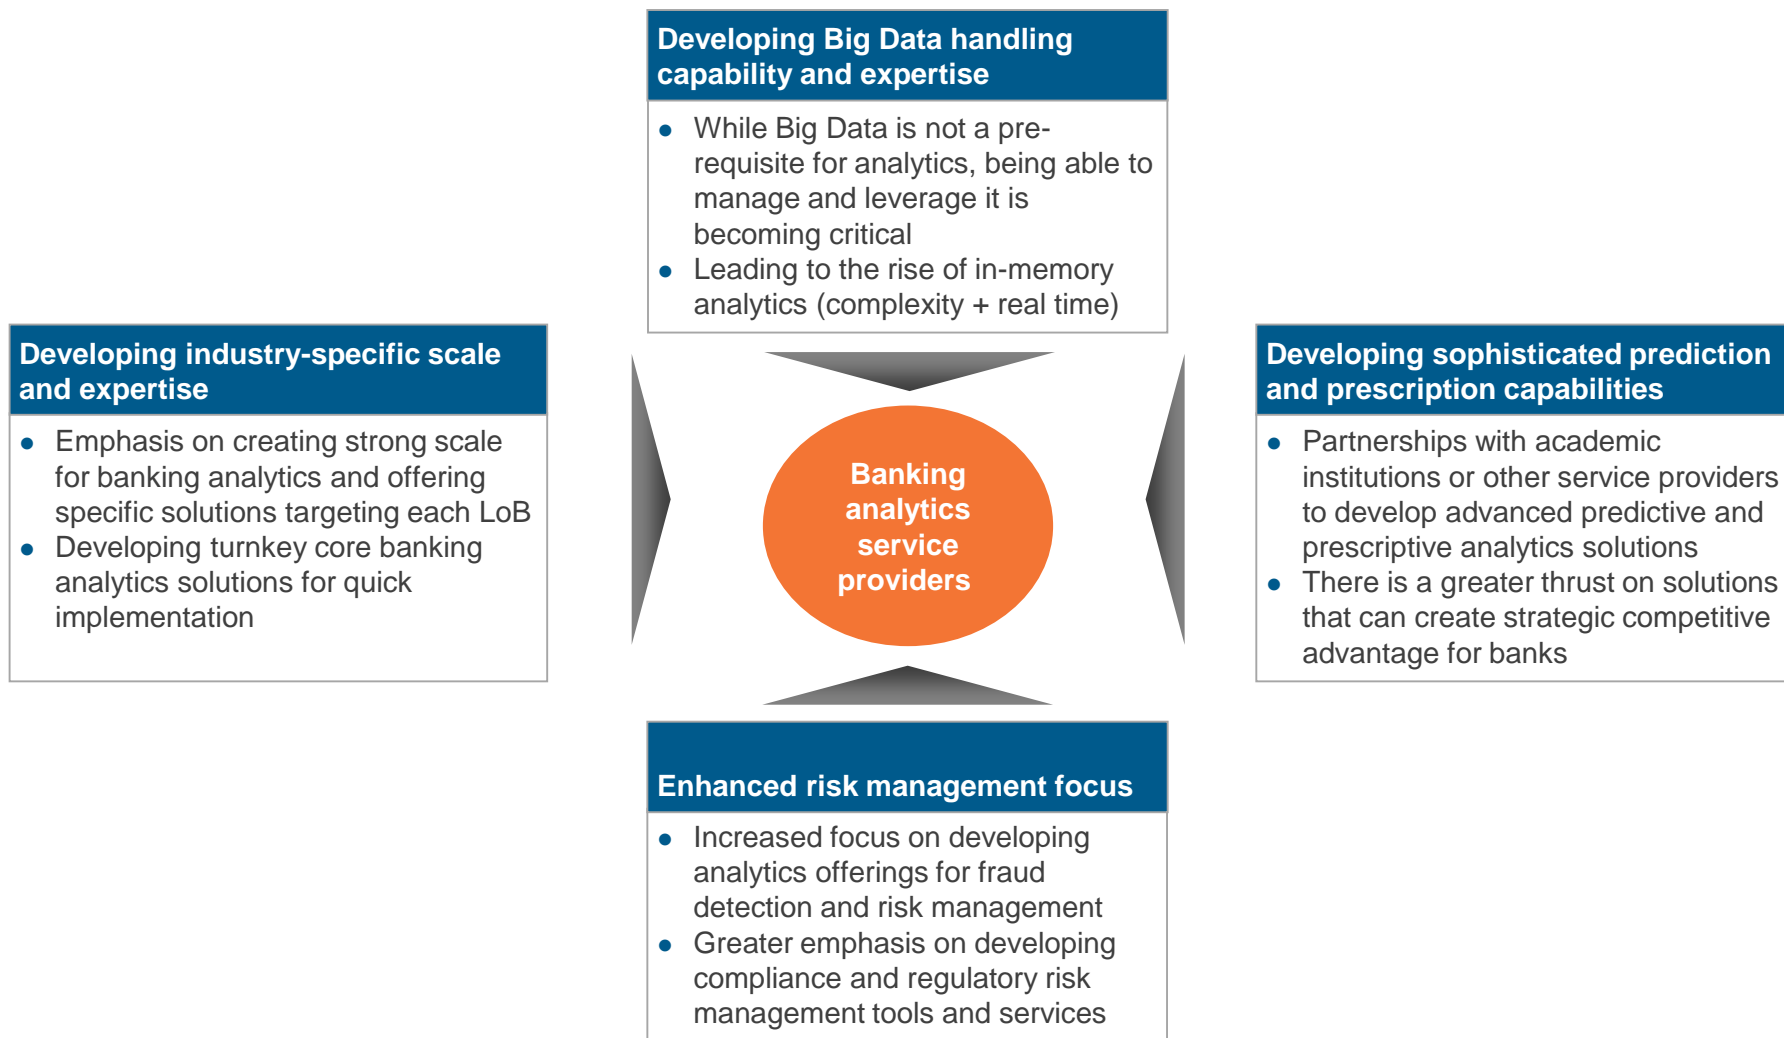 Developing Big Data handling
capability and expertise
● While Big Data is not a pre-
requisite for analytics, being able to
manage and leverage it is
becoming critical
● Leading to the rise of in-memory
analytics (complexity + real time)
Developing industry-specific scale
and expertise
● Emphasis on creating strong scale
for banking analytics and offering
specific solutions targeting each LoB
● Developing turnkey core banking
analytics solutions for quick
implementation
Banking
analytics
service
providers
Developing sophisticated prediction
and prescription capabilities
● Partnerships with academic
institutions or other service providers
to develop advanced predictive and
prescriptive analytics solutions
● There is a greater thrust on solutions
that can create strategic competitive
advantage for banks
Enhanced risk management focus
● Increased focus on developing
analytics offerings for fraud
detection and risk management
● Greater emphasis on developing
compliance and regulatory risk
management tools and services